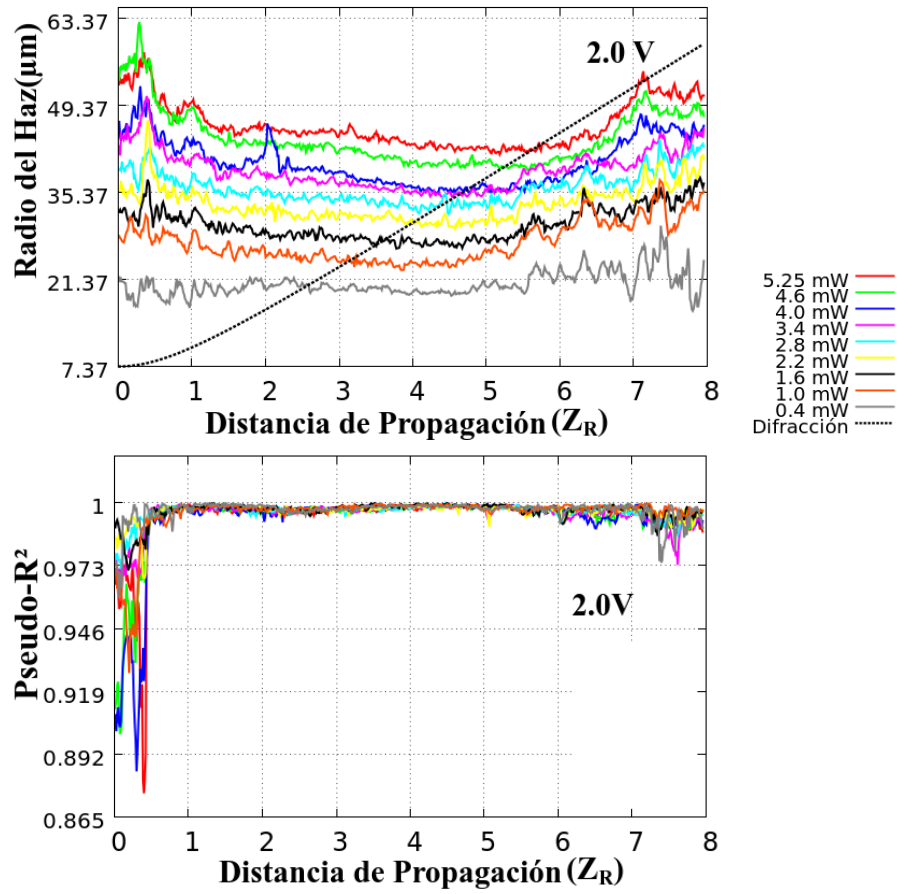 63.37
49.37
35.37
21.37
7.37
Radio del Haz(µm)
2.0 V
0 1 2 3 4 5 6 7 8
Distancia de Propagación (Z_R)
5.25 mW
4.6 mW
4.0 mW
3.4 mW
2.8 mW
2.2 mW
1.6 mW
1.0 mW
0.4 mW
Difracción
1
0.973
0.946
0.919
0.892
0.865
Pseudo-R²
2.0V
0 1 2 3 4 5 6 7 8
Distancia de Propagación (Z_R)